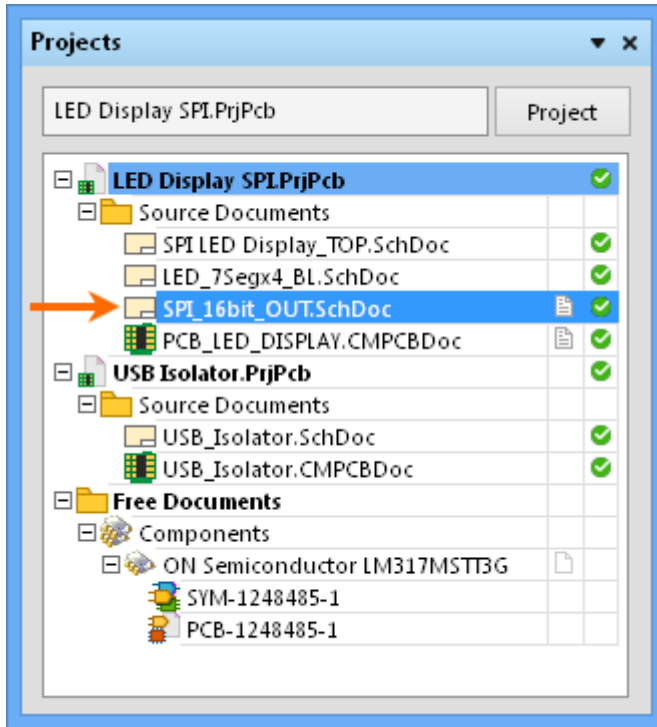 Projects
LED Display SPI.PrjPcb
Project
LED Display SPI.PrjPcb
Source Documents
SPI LED Display_TOP.SchDoc
LED_7Segx4_BL.SchDoc
SPI_16bit_OUT.SchDoc
PCB_LED_DISPLAY.CMPCBDoc
USB Isolator.PrjPcb
Source Documents
USB_Isolator.SchDoc
USB_Isolator.CMPCBDoc
Free Documents
Components
ON Semiconductor LM317MSTT3G
SYM-1248485-1
PCB-1248485-1